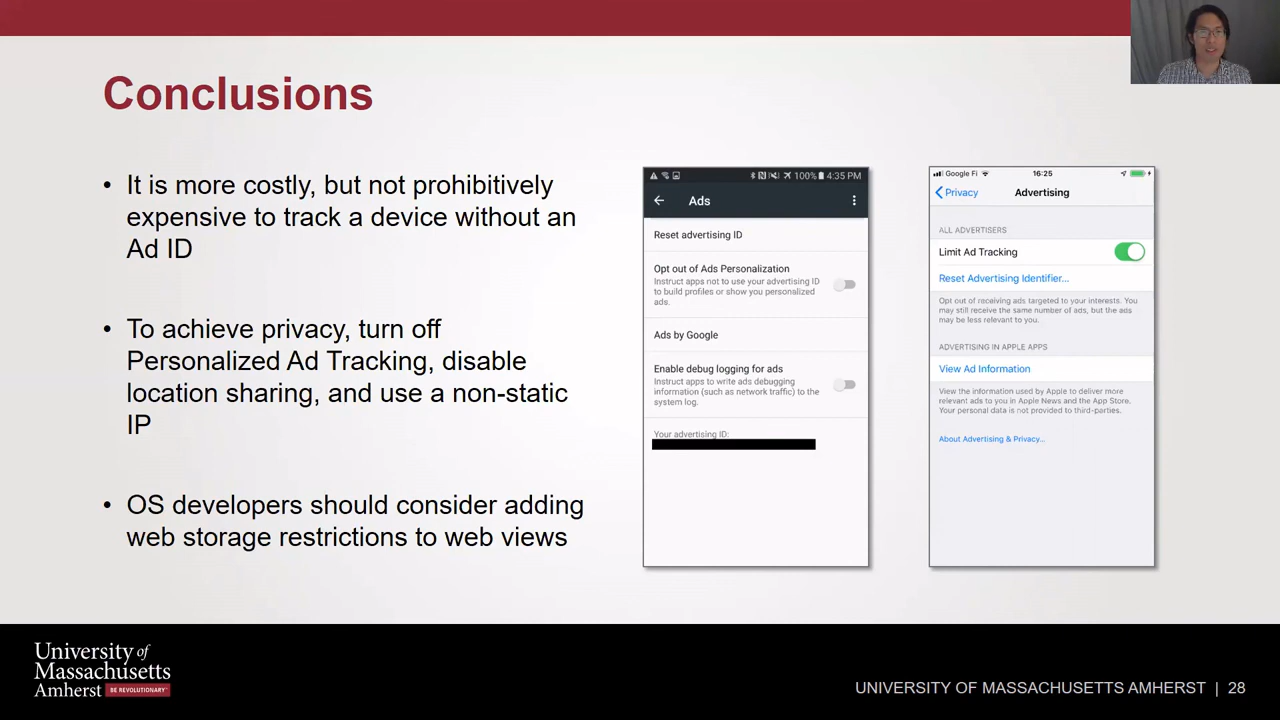 Conclusions
• It is more costly, but not prohibitively
expensive to track a device without an
Ad ID
• To achieve privacy, turn off
Personalized Ad Tracking, disable
location sharing, and use a non-static
IP
• OS developers should consider adding
web storage restrictions to web views
100% 4:35 PM
Ads
Reset advertising ID
Opt out of Ads Personalization
Instruct apps not to use your advertising ID
to build profiles or show you personalized
ads.
Ads by Google
Enable debug logging for ads
Instruct apps to write ads debugging
information (such as network traffic) to the
system log.
Your advertising ID:
Google Fi 16:25
Privacy Advertising
ALL ADVERTISERS
Limit Ad Tracking
Reset Advertising Identifier...
Opt out of receiving ads targeted to your interests. You
may still receive the same number of ads, but the ads
may be less relevant to you.
ADVERTISING IN APPLE APPS
View Ad Information
View the information used by Apple to deliver more
relevant ads to you in Apple News and the App Store.
Your personal data is not provided to third-parties.
About Advertising & Privacy...
University of
Massachusetts
Amherst BE REVOLUTIONARY™
UNIVERSITY OF MASSACHUSETTS AMHERST | 28